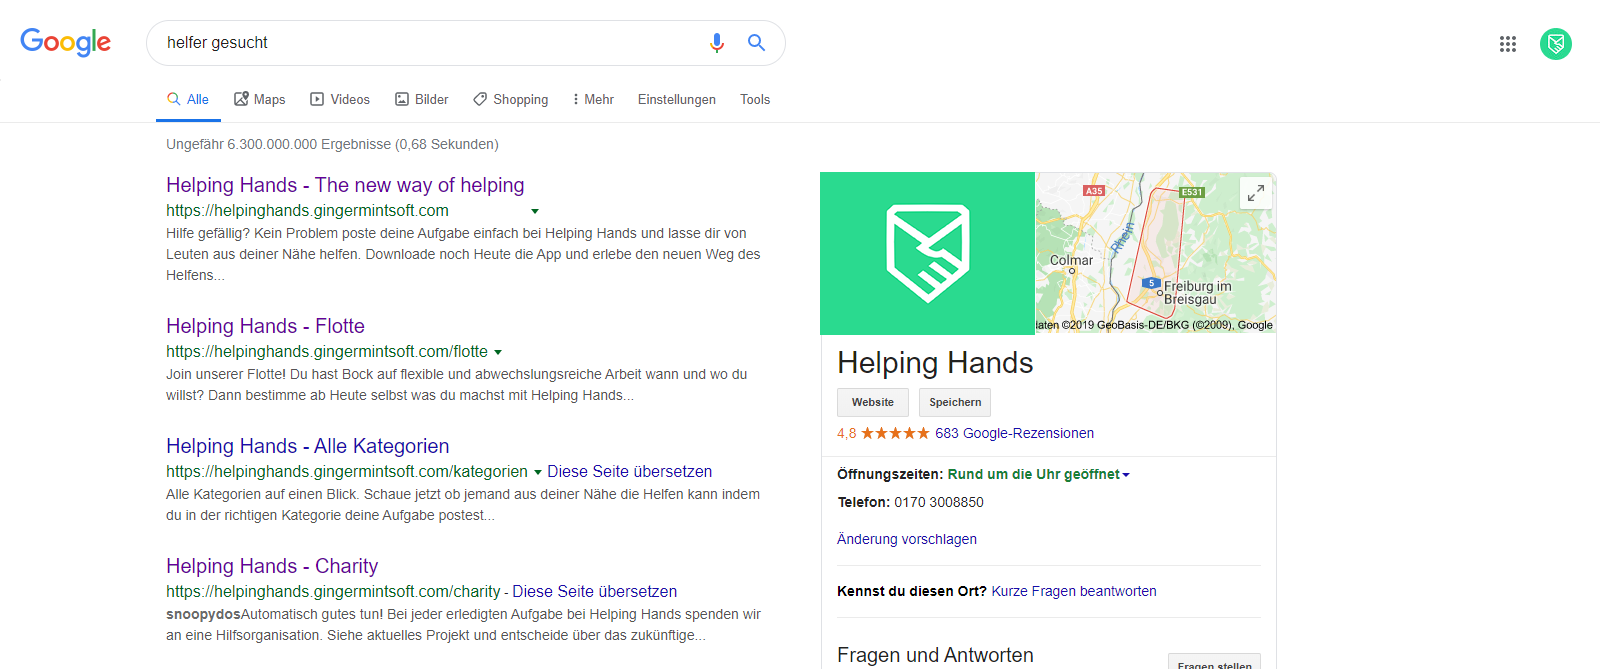 Google
helfer gesucht
Alle Maps Videos Bilder Shopping Mehr Einstellungen Tools
Ungefähr 6.300.000.000 Ergebnisse (0,68 Sekunden)
Helping Hands - The new way of helping
https://helpinghands.gingermintsoft.com
Hilfe gefällig? Kein Problem poste deine Aufgabe einfach bei Helping Hands und lasse dir von
Leuten aus deiner Nähe helfen. Downloade noch Heute die App und erlebe den neuen Weg des
Helfens...
Helping Hands - Flotte
https://helpinghands.gingermintsoft.com/flotte
Join unserer Flotte! Du hast Bock auf flexible und abwechslungsreiche Arbeit wann und wo du
willst? Dann bestimme ab Heute selbst was du machst mit Helping Hands...
Helping Hands - Alle Kategorien
https://helpinghands.gingermintsoft.com/kategorien Diese Seite übersetzen
Alle Kategorien auf einen Blick. Schaue jetzt ob jemand aus deiner Nähe die Helfen kann indem
du in der richtigen Kategorie deine Aufgabe postest...
Helping Hands - Charity
https://helpinghands.gingermintsoft.com/charity - Diese Seite übersetzen
snoopydosAutomatisch gutes tun! Bei jeder erledigten Aufgabe bei Helping Hands spenden wir
an eine Hilfsorganisation. Siehe aktuelles Projekt und entscheide über das zukünftige...
A35
E531
Rhein
Colmar
5
Freiburg im
Breisgau
daten ©2019 GeoBasis-DE/BKG (©2009), Google
Helping Hands
Website Speichern
4,8 683 Google-Rezensionen
Öffnungszeiten: Rund um die Uhr geöffnet
Telefon: 0170 3008850
Änderung vorschlagen
Kennst du diesen Ort? Kurze Fragen beantworten
Fragen und Antworten
Fragen stellen